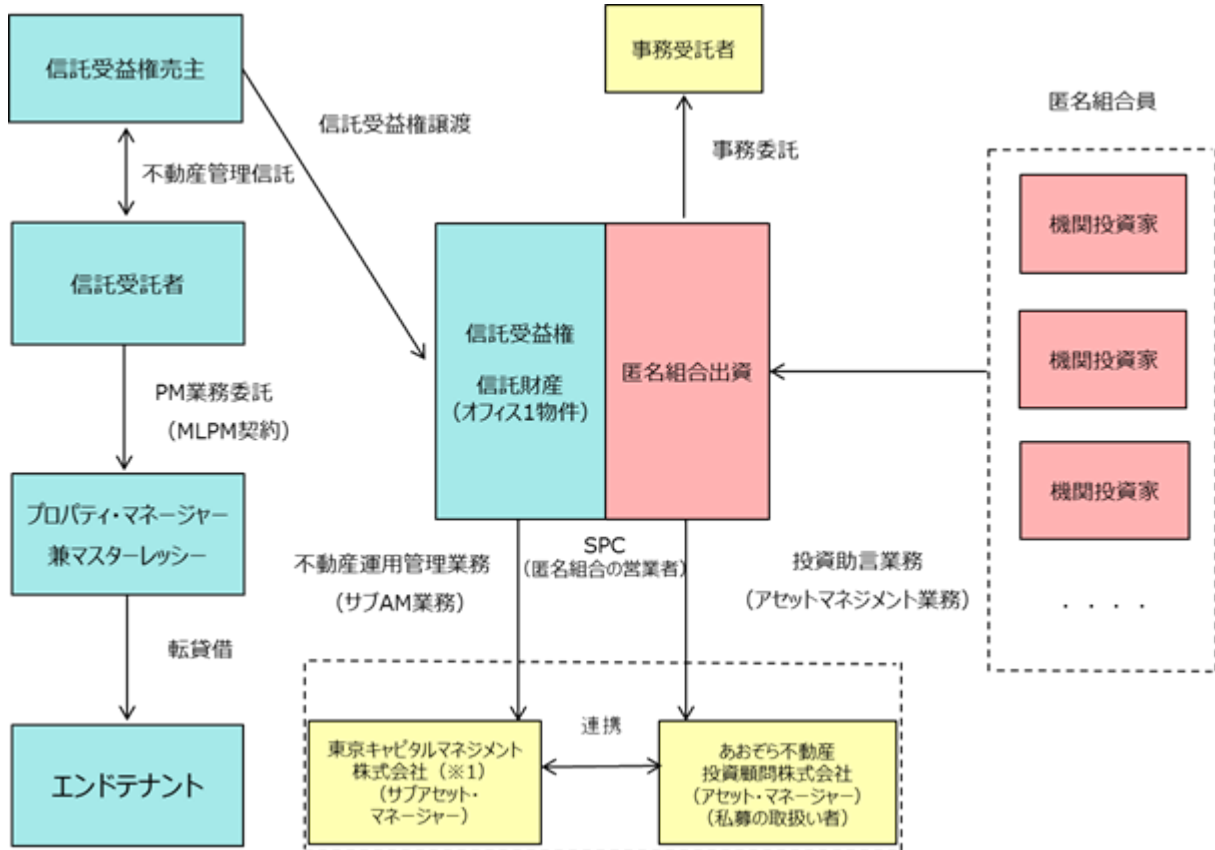 信託受益権売主
事務受託者
匿名組合員
信託受益権譲渡
事務委託
不動産管理信託
機関投資家
信託受託者
信託受益権
信託財産
（オフィス1物件）
匿名組合出資
機関投資家
PM業務委託
（MLPM契約）
機関投資家
プロパティ・マネージャー
兼マスターレッシー
SPC
（匿名組合の営業者）
不動産運用管理業務
（サブAM業務）
投資助言業務
（アセットマネジメント業務）
・・・・
転貸借
連携
東京キャピタルマネジメント
株式会社（※1）
（サブアセット・
マネージャー）
あおぞら不動産
投資顧問株式会社
（アセット・マネージャー）
（私募の取扱い者）
エンドテナント